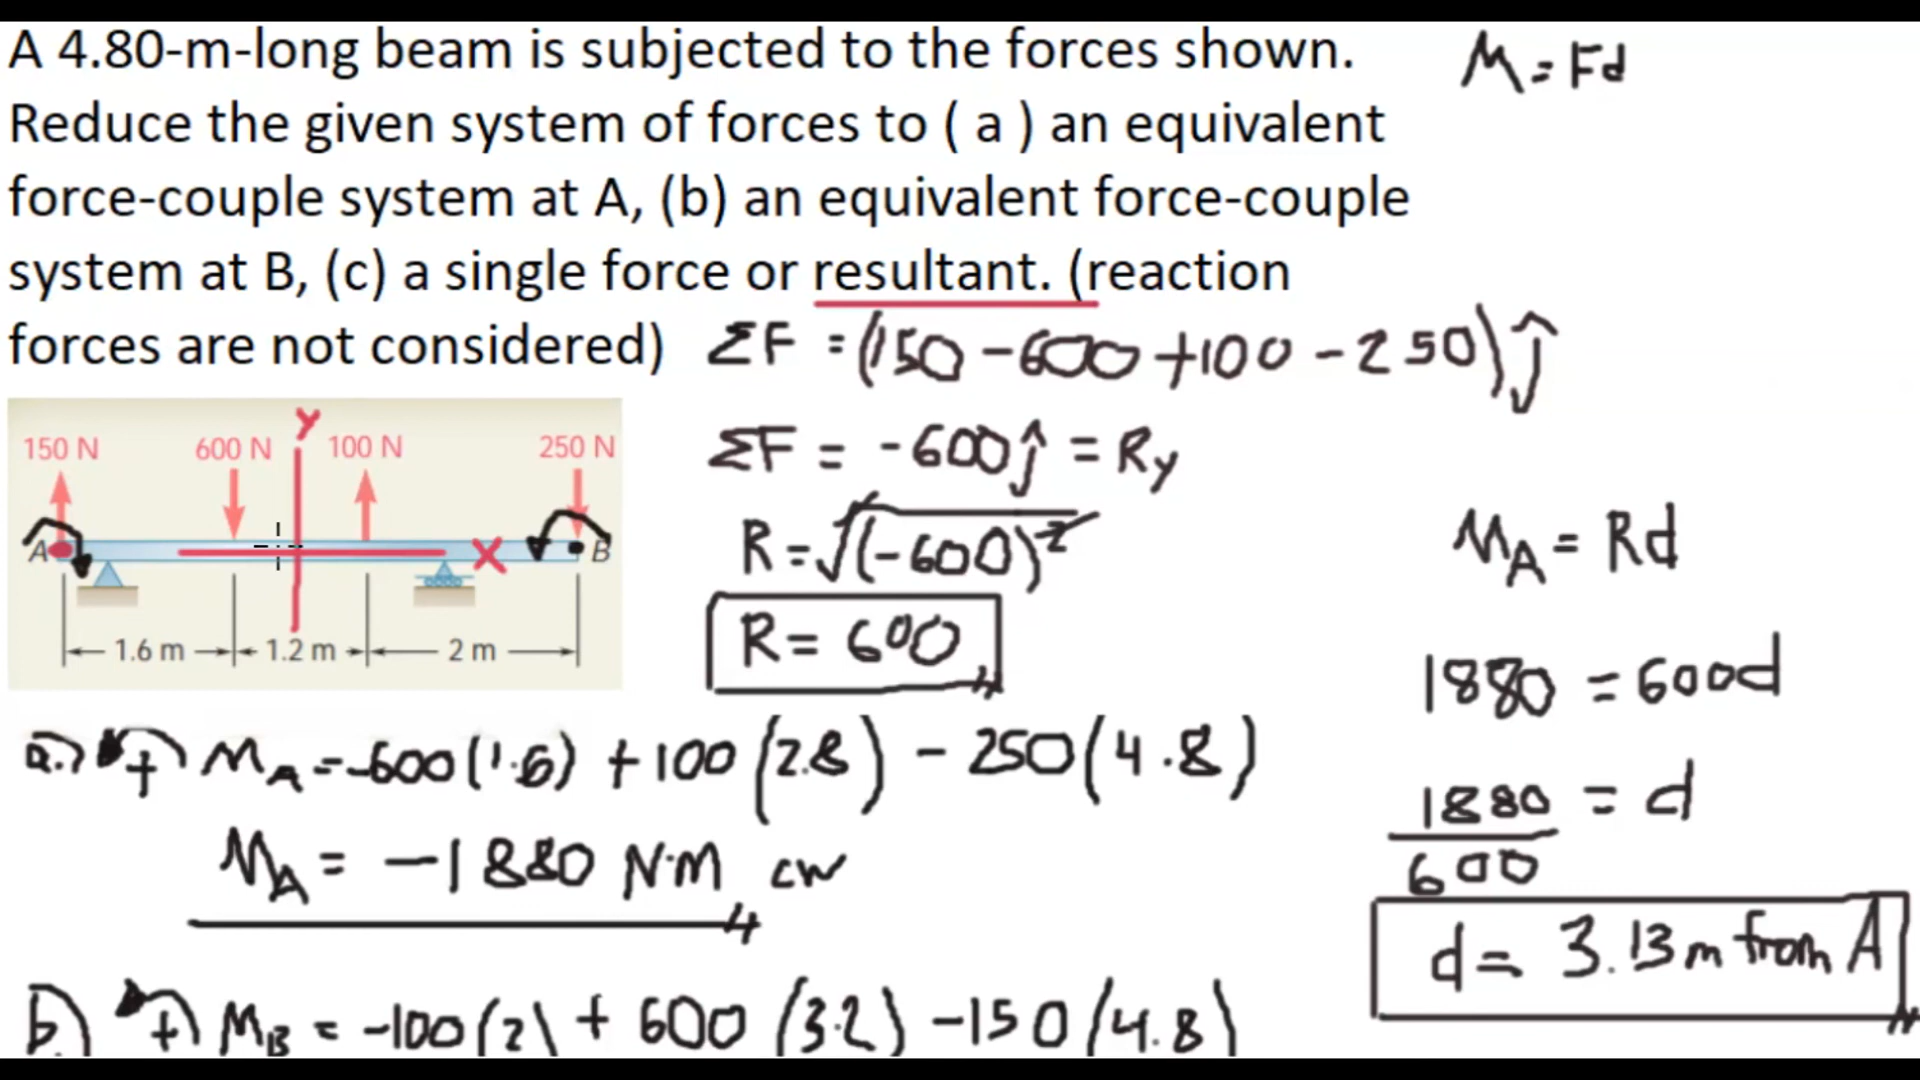 A 4.80-m-long beam is subjected to the forces shown.
Reduce the given system of forces to ( a ) an equivalent
force-couple system at A, (b) an equivalent force-couple
system at B, (c) a single force or resultant. (reaction
forces are not considered)
M = Fd
ΣF = (150 - 600 + 100 - 250) ĵ
ΣF = -600 ĵ = Ry
R = √(-600)²
R = 600
y
150 N 600 N 100 N 250 N
A x B
1.6 m 1.2 m 2 m
a.) + MA = -600(1.6) + 100(2.8) - 250(4.8)
MA = -1880 N·M cw
b.) + MB = -100(2) + 600(3.2) - 150(4.8)
MA = Rd
1880 = 600d
1880 = d
600
d = 3.13 m from A